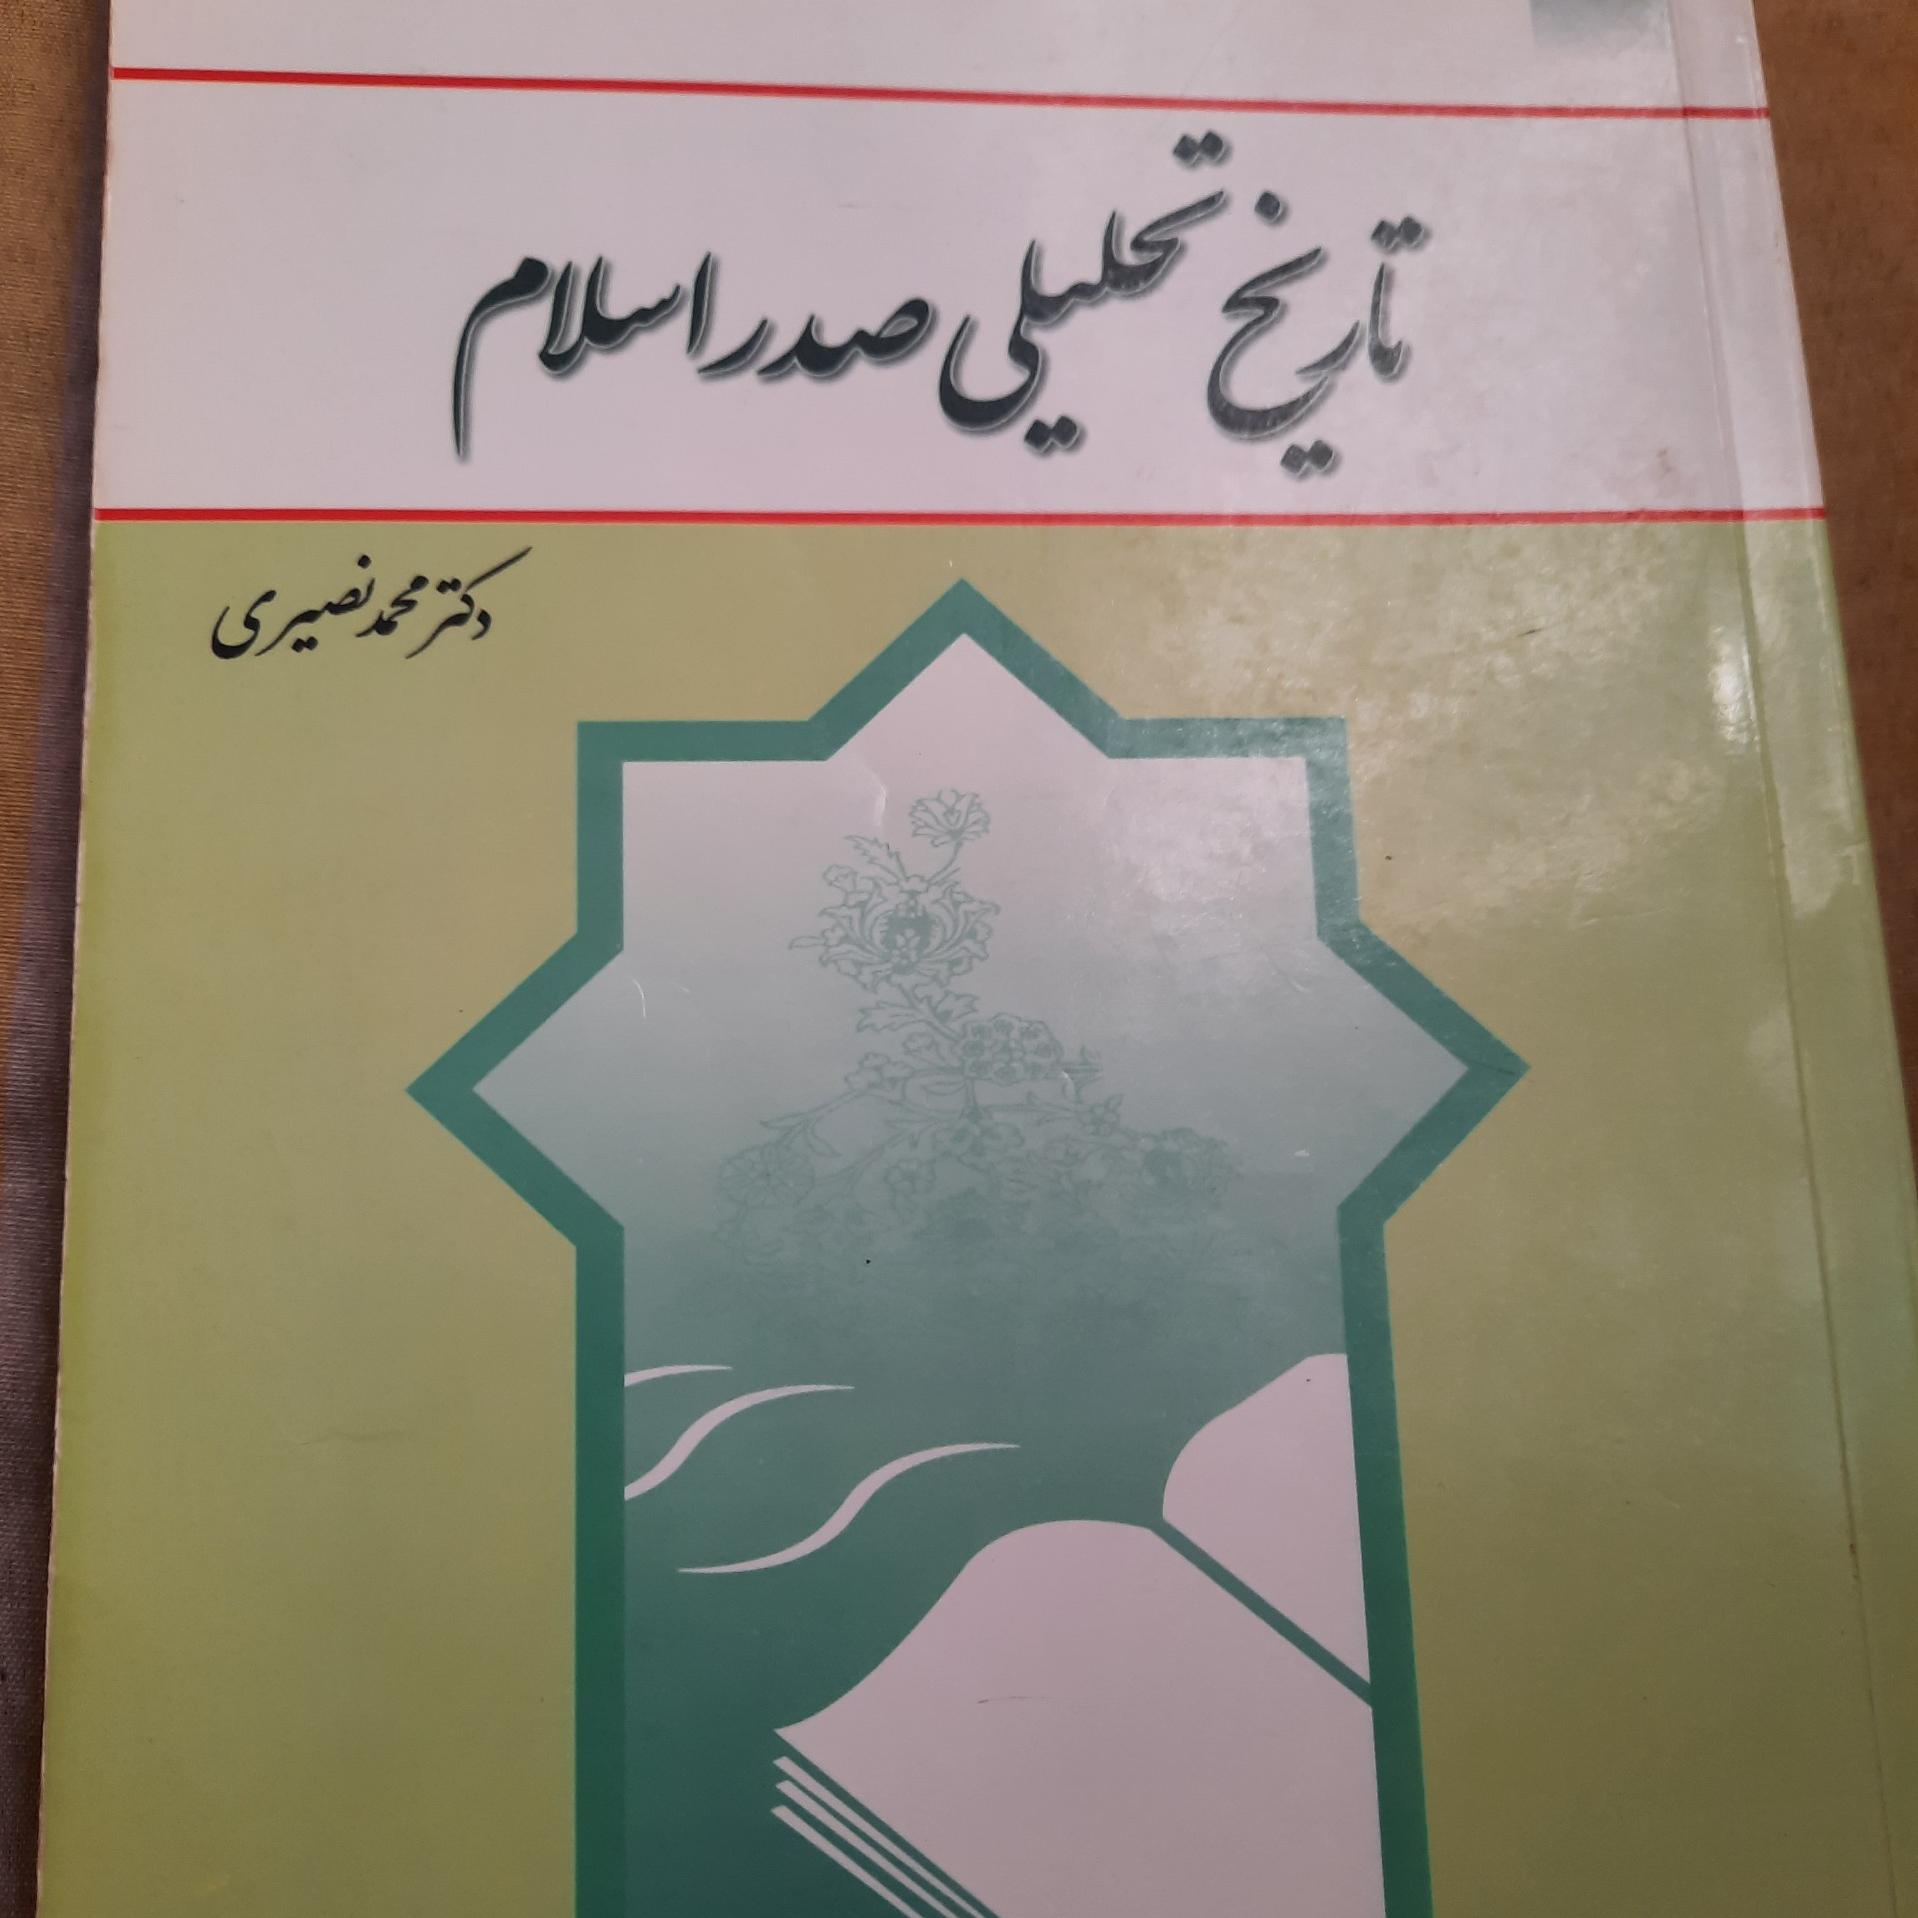 تاریخ تحلیلی صدر اسلام
دکتر محمد نصیری